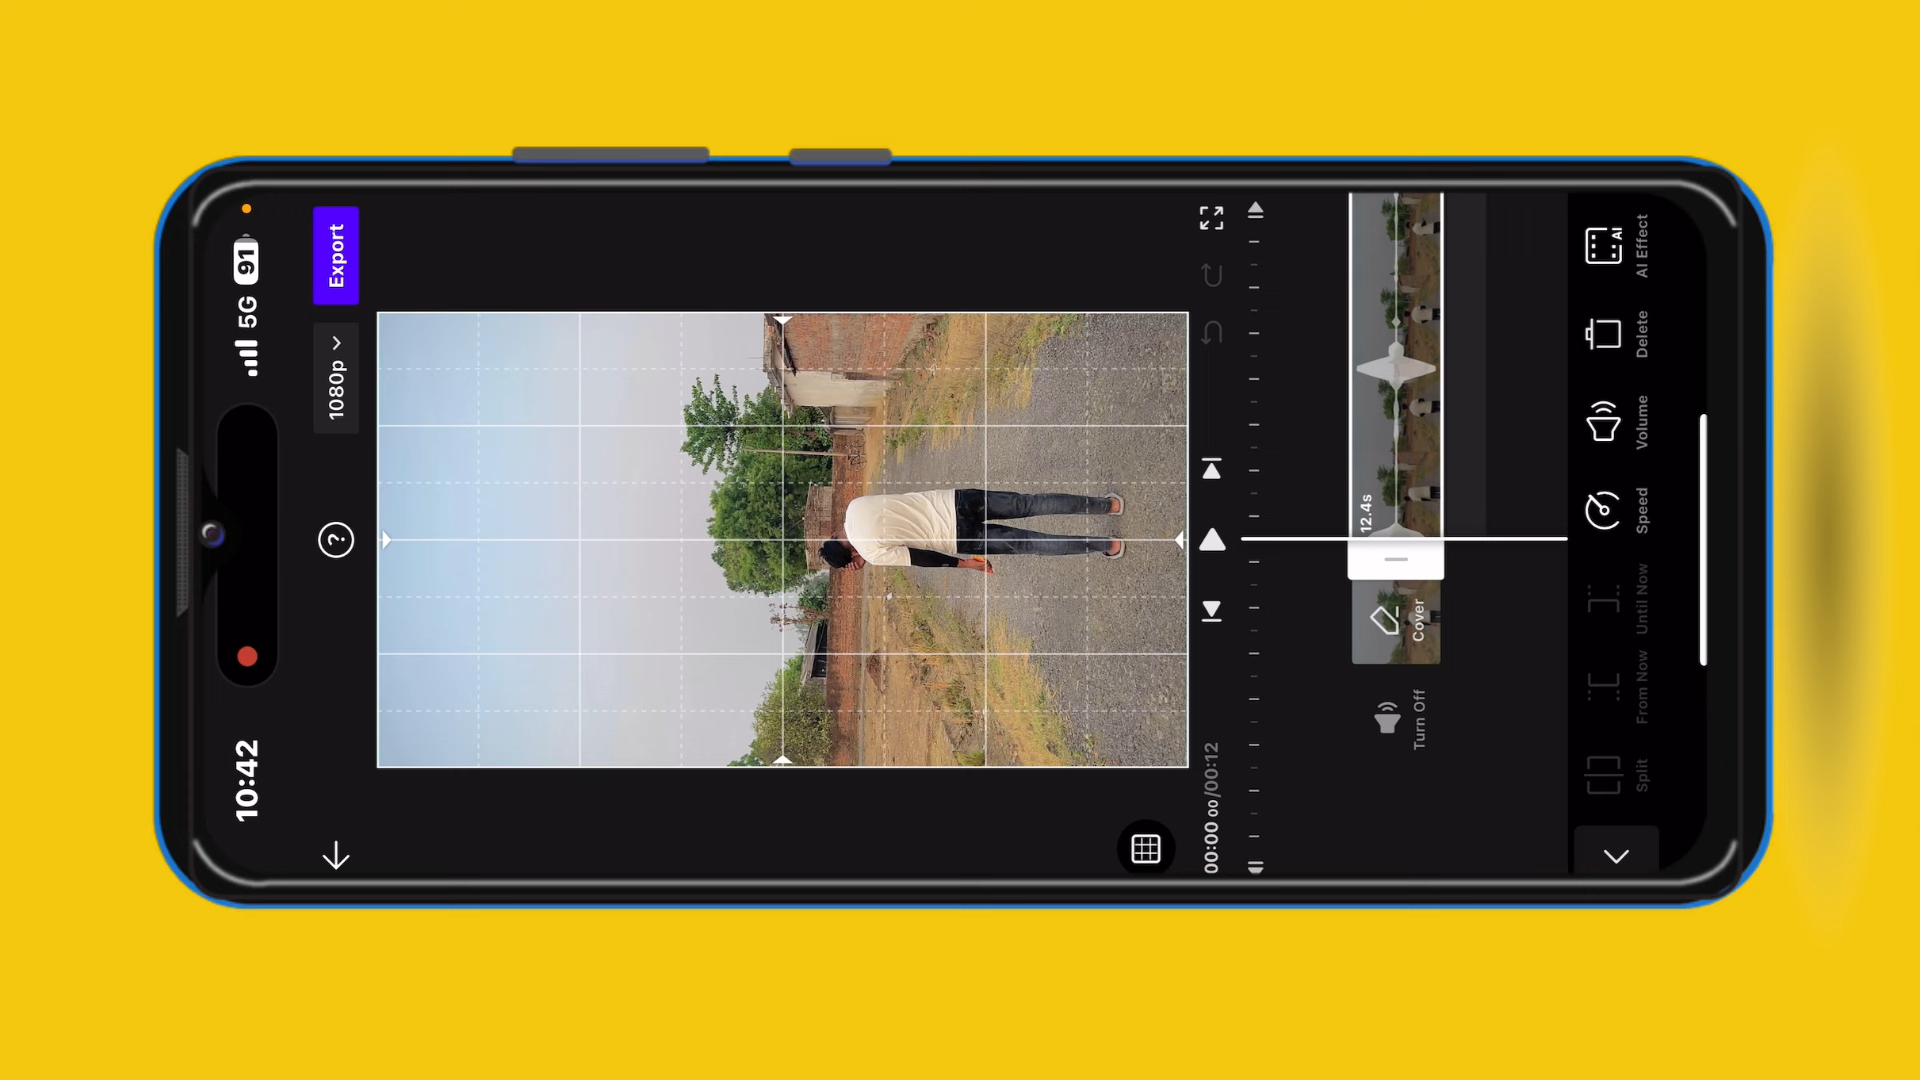 10:42
5G 91
1080p
Export
00:00 00/00:12
Turn Off
Cover
12.4s
Split
From Now
Until Now
Speed
Volume
Delete
AI
AI Effect